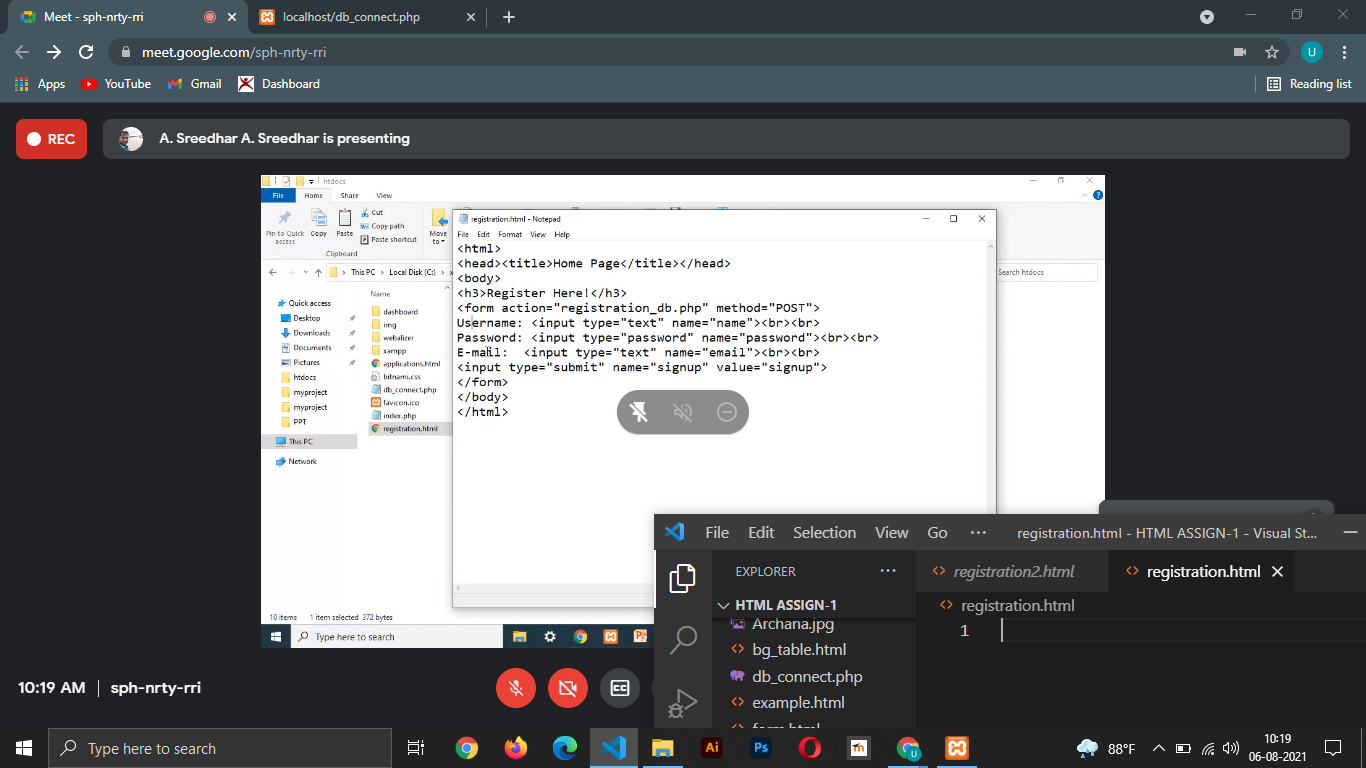 Meet - sph-nrty-rri
localhost/db_connect.php
meet.google.com/sph-nrty-rri
U
Apps
YouTube
Gmail
Dashboard
Reading list
REC
A. Sreedhar A. Sreedhar is presenting
htdocs
File
Home
Share
View
Pin to Quick access
Copy
Paste
Cut
Copy path
Paste shortcut
Move to
Clipboard
This PC > Local Disk (C:) >
Search htdocs
Quick access
Desktop
Downloads
Documents
Pictures
htdocs
myproject
myproject
PPT
This PC
Network
Name
dashboard
img
webalizer
xampp
applications.html
bitnami.css
db_connect.php
favicon.ico
index.php
registration.html
10 items
1 item selected 372 bytes
registration.html - Notepad
File Edit Format View Help
<html>
<head><title>Home Page</title></head>
<body>
<h3>Register Here!</h3>
<form action="registration_db.php" method="POST">
Username: <input type="text" name="name"><br><br>
Password: <input type="password" name="password"><br><br>
E-mail:  <input type="text" name="email"><br><br>
<input type="submit" name="signup" value="signup">
</form>
</body>
</html>
Type here to search
File Edit Selection View Go ···
registration.html - HTML ASSIGN-1 - Visual St...
EXPLORER
···
registration2.html
registration.html
HTML ASSIGN-1
registration.html
Archana.jpg
bg_table.html
db_connect.php
example.html
form.html
1
10:19 AM | sph-nrty-rri
CC
Type here to search
Ai
Ps
m
U
88°F
10:19
06-08-2021